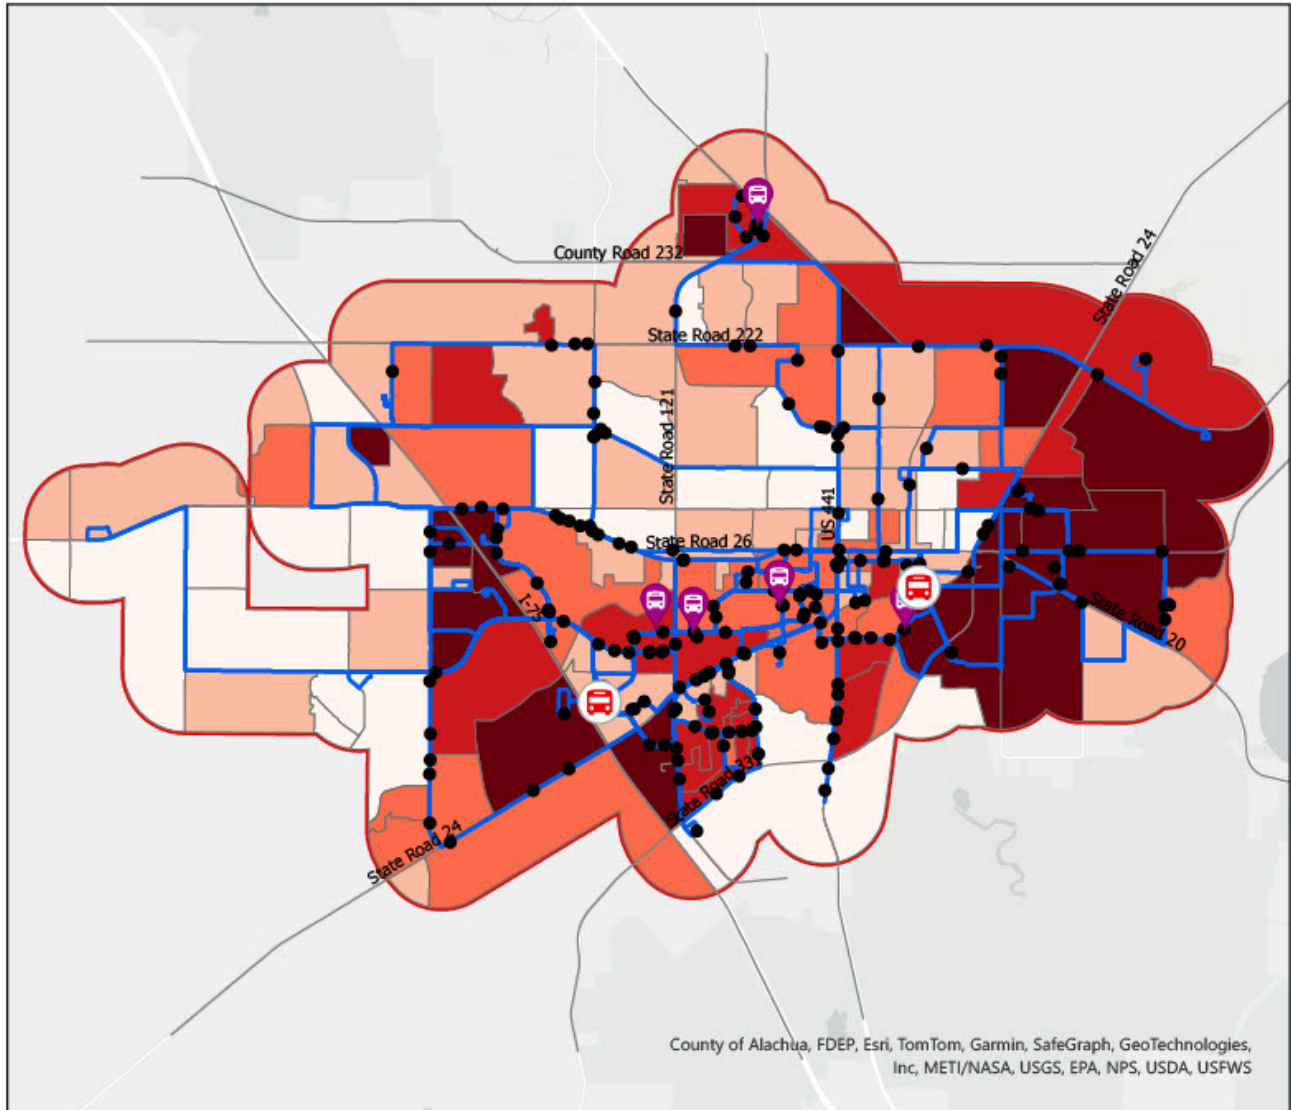 County Road 232
State Road 24
State Road 222
State Road 121
US 441
State Road 26
I-75
State Road 20
State Road 331
State Road 24
County of Alachua, FDEP, Esri, TomTom, Garmin, SafeGraph, GeoTechnologies,
Inc, METI/NASA, USGS, EPA, NPS, USDA, USFWS